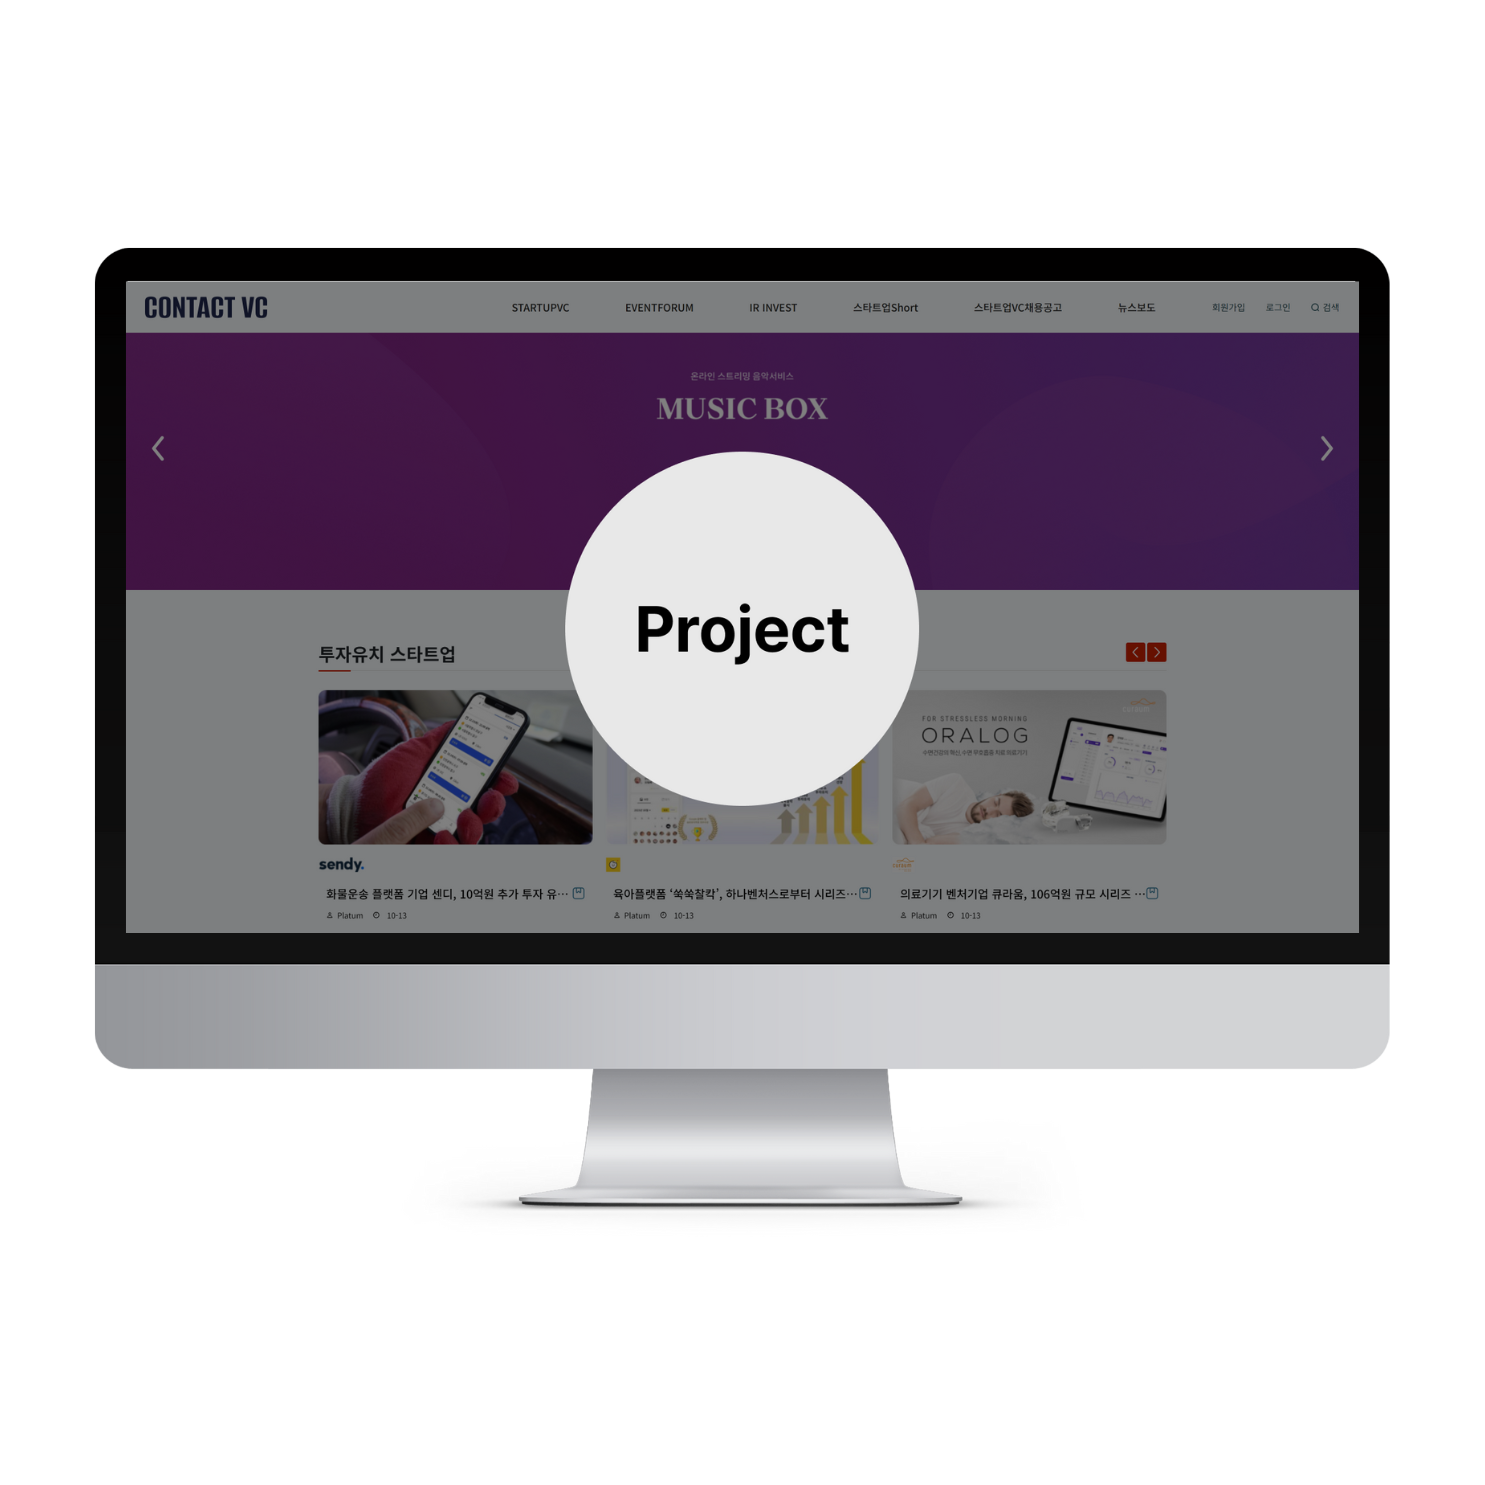 CONTACT VC
STARTUPVC
EVENTFORUM
IR INVEST
스타트업Short
스타트업VC채용공고
뉴스보도
회원가입
로그인
검색
온라인 스트리밍 음악서비스
MUSIC BOX
Project
투자유치 스타트업
FOR STRESSLESS MORNING
ORALOG
sendy.
화물운송 플랫폼 기업 센디, 10억원 추가 투자 유…
Platum 10-13
육아플랫폼 ‘쑥쑥찰칵’, 하나벤처스로부터 시리즈…
Platum 10-13
의료기기 벤처기업 큐라움, 106억원 규모 시리즈 …
Platum 10-13